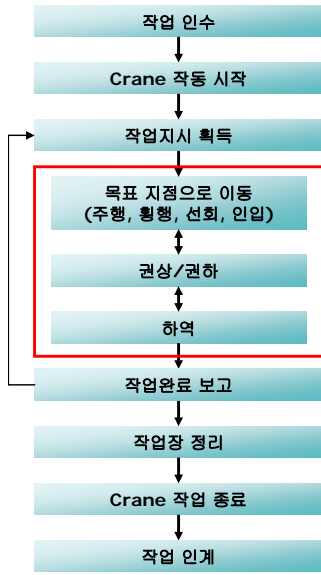 작업 인수
Crane 작동 시작
작업지시 획득
목표 지점으로 이동
(주행, 횡행, 선회, 인입)
권상/권하
하역
작업완료 보고
작업장 정리
Crane 작업 종료
작업 인계